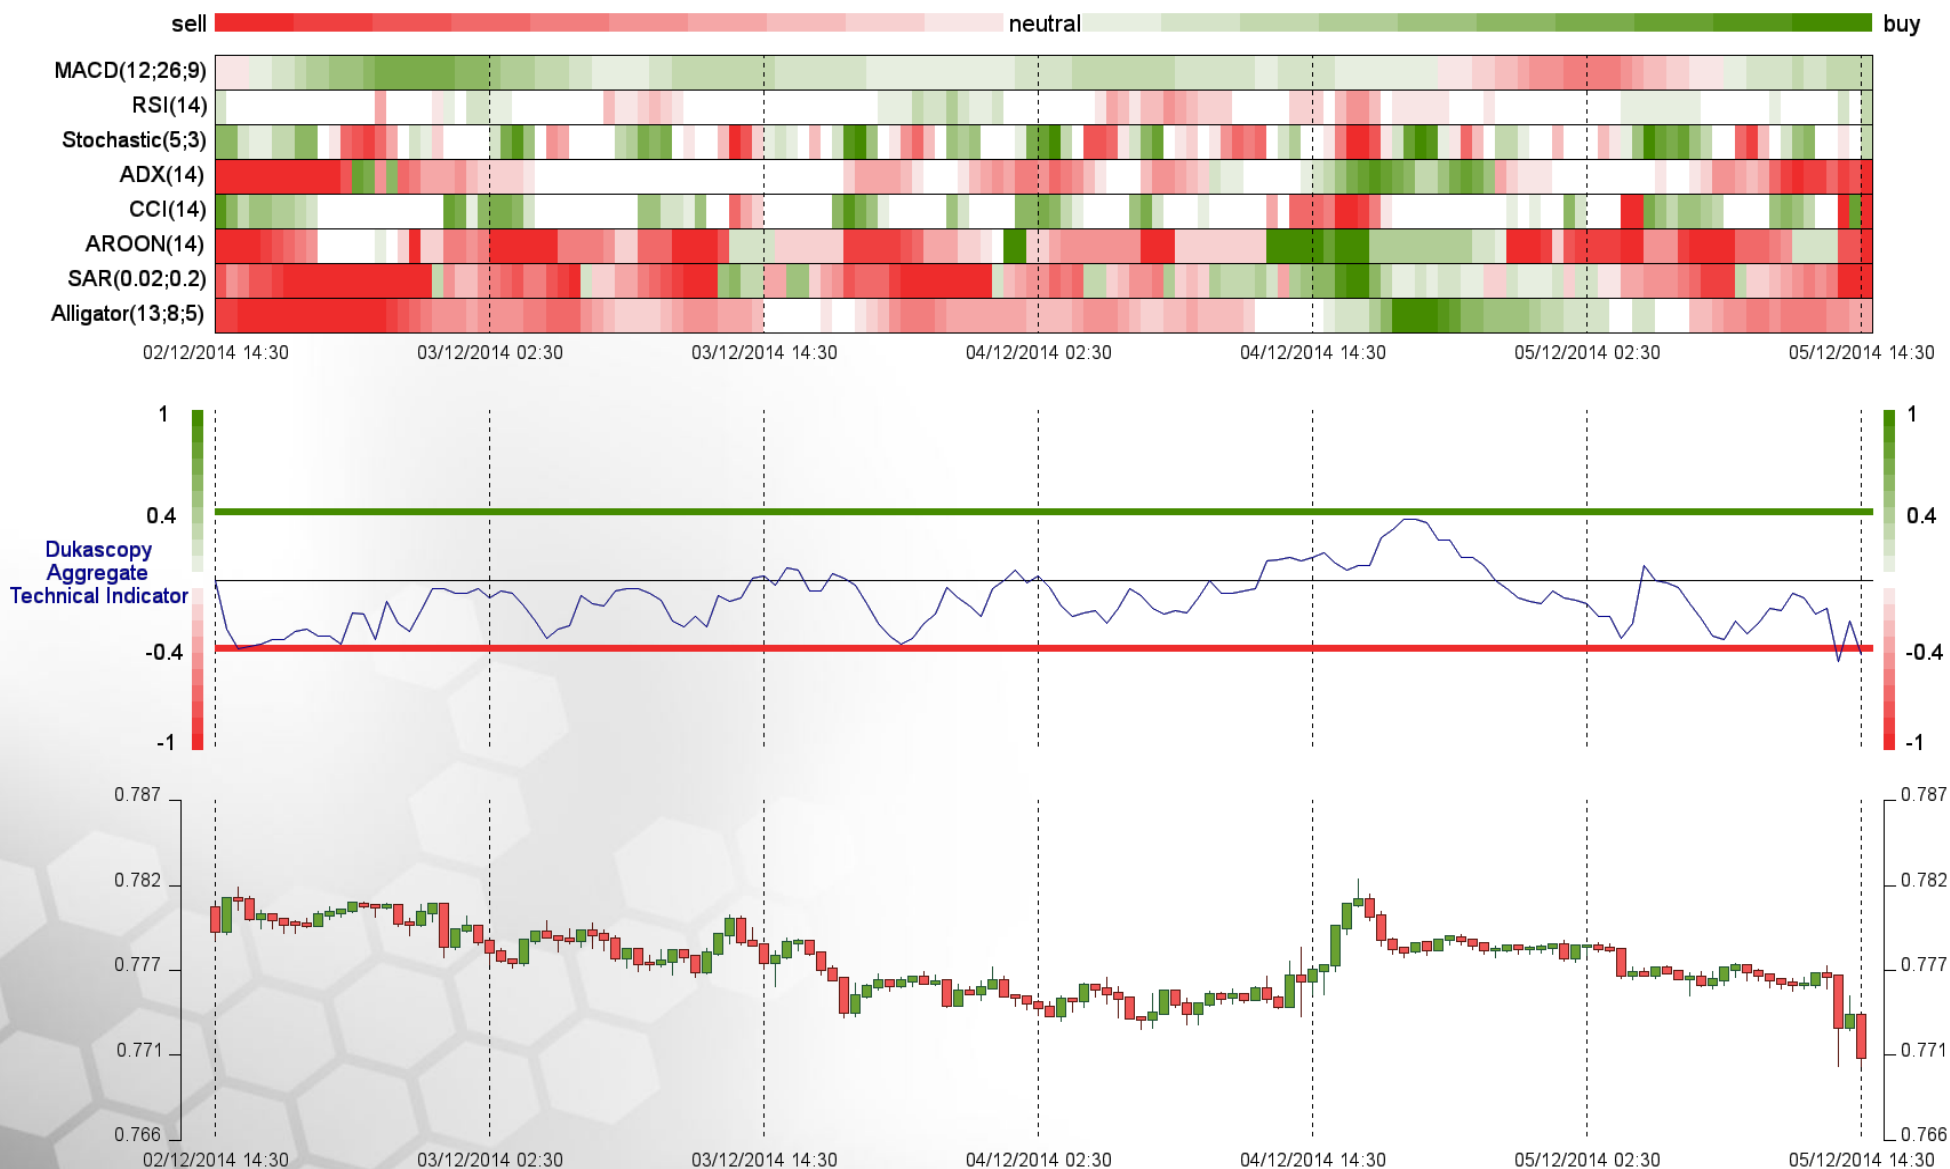 sell neutral buy
MACD(12;26;9)
RSI(14)
Stochastic(5;3)
ADX(14)
CCI(14)
AROON(14)
SAR(0.02;0.2)
Alligator(13;8;5)
02/12/2014 14:30 03/12/2014 02:30 03/12/2014 14:30 04/12/2014 02:30 04/12/2014 14:30 05/12/2014 02:30 05/12/2014 14:30
1 1
0.4 0.4
Dukascopy
Aggregate
Technical Indicator
-0.4 -0.4
-1 -1
0.787 0.787
0.782 0.782
0.777 0.777
0.771 0.771
0.766 0.766
02/12/2014 14:30 03/12/2014 02:30 03/12/2014 14:30 04/12/2014 02:30 04/12/2014 14:30 05/12/2014 02:30 05/12/2014 14:30